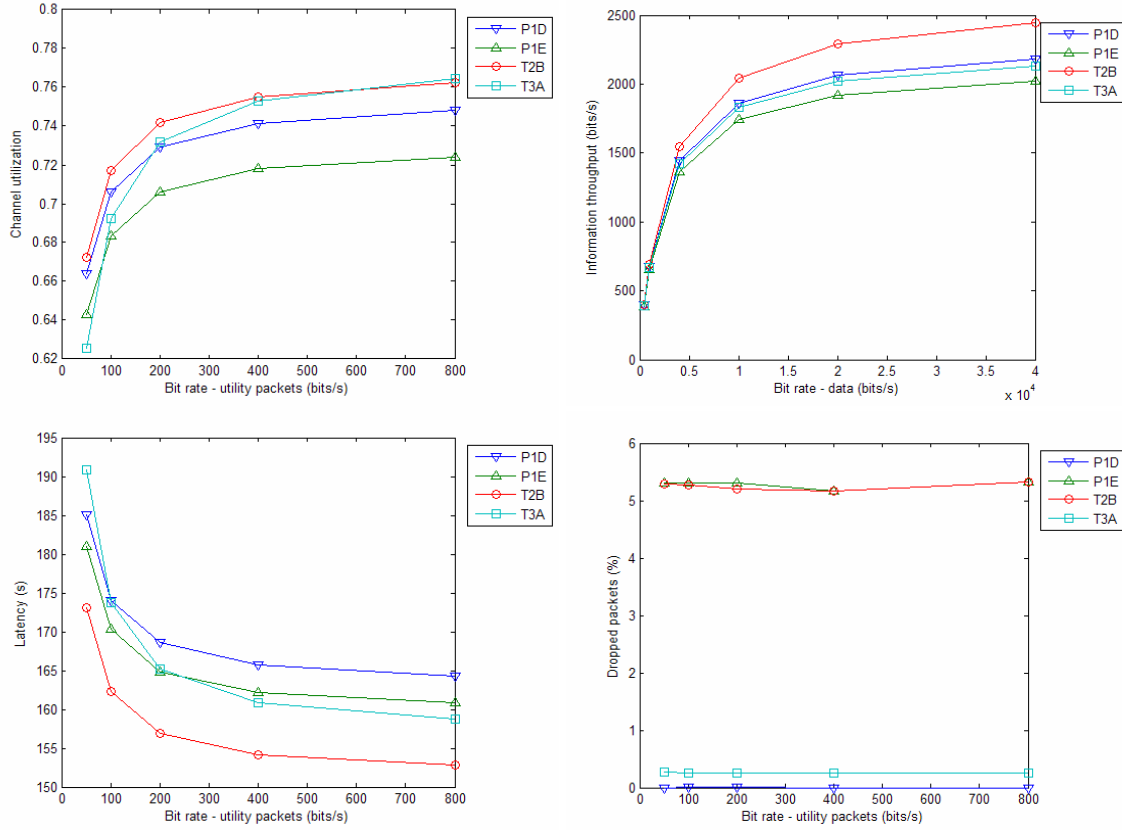 0.8
0.78
0.76
0.74
0.72
0.7
0.68
0.66
0.64
0.62
Channel utilization
0 100 200 300 400 500 600 700 800
Bit rate - utility packets (bits/s)
P1D
P1E
T2B
T3A
2500
2000
1500
1000
500
0
Information throughput (bits/s)
0 0.5 1 1.5 2 2.5 3 3.5 4
x 10^4
Bit rate - data (bits/s)
P1D
P1E
T2B
T3A
195
190
185
180
175
170
165
160
155
150
Latency (s)
0 100 200 300 400 500 600 700 800
Bit rate - utility packets (bits/s)
P1D
P1E
T2B
T3A
6
5
4
3
2
1
0
Dropped packets (%)
0 100 200 300 400 500 600 700 800
Bit rate - utility packets (bits/s)
P1D
P1E
T2B
T3A